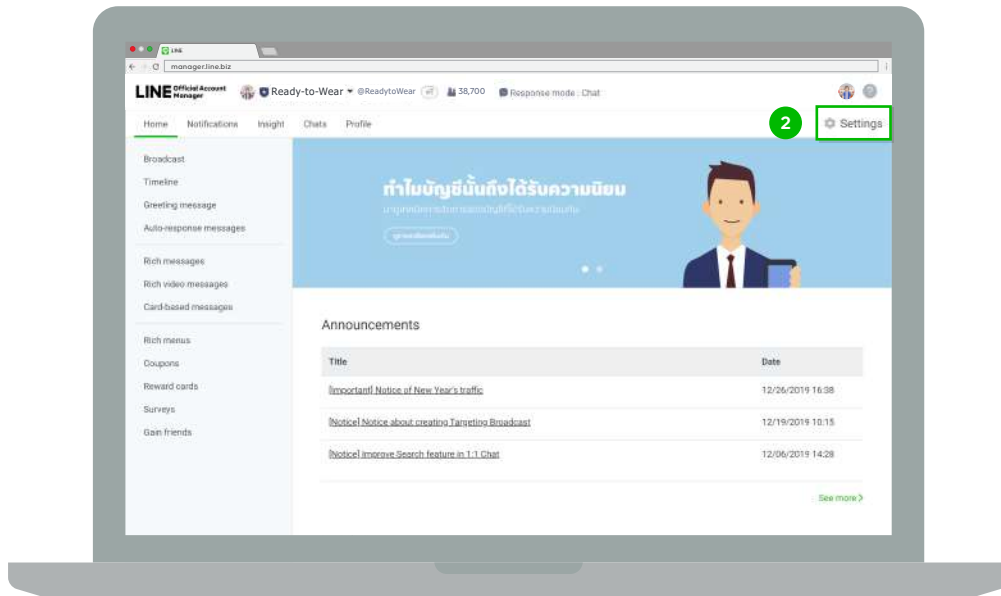 LINE
manager.line.biz
LINE Official Account Manager Ready-to-Wear @ReadytoWear 38,700 Response mode : Chat
Home Notifications Insight Chats Profile 2 Settings
Broadcast
Timeline
Greeting message
Auto-response messages
Rich messages
Rich video messages
Card-based messages
Rich menus
Coupons
Reward cards
Surveys
Gain friends
ทำไมบัญชีนั้นถึงได้รับความนิยม
Announcements
Title Date
[Important] Notice of New Year's traffic 12/26/2019 16:38
[Notice] Notice about creating Targeting Broadcast 12/19/2019 10:15
[Notice] Improve Search feature in 1:1 Chat 12/06/2019 14:28
See more